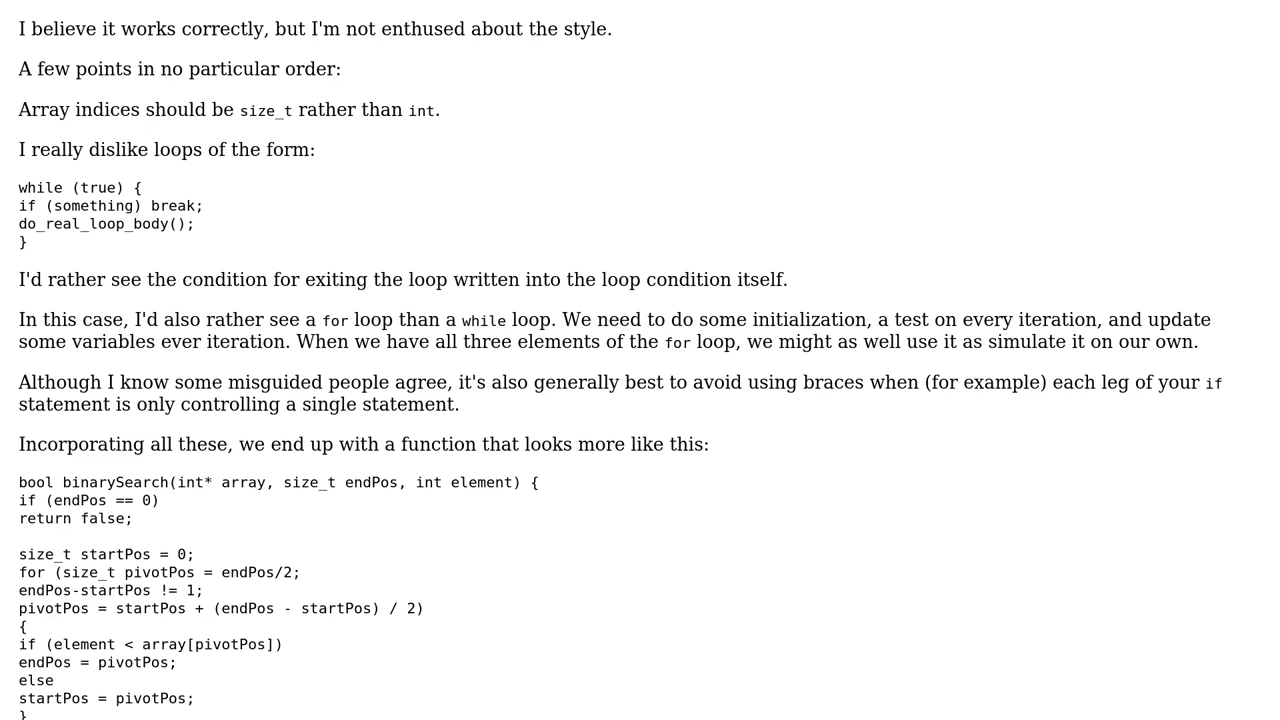 I believe it works correctly, but I'm not enthused about the style.
A few points in no particular order:
Array indices should be size_t rather than int.
I really dislike loops of the form:
while (true) {
if (something) break;
do_real_loop_body();
}
I'd rather see the condition for exiting the loop written into the loop condition itself.
In this case, I'd also rather see a for loop than a while loop. We need to do some initialization, a test on every iteration, and update
some variables ever iteration. When we have all three elements of the for loop, we might as well use it as simulate it on our own.
Although I know some misguided people agree, it's also generally best to avoid using braces when (for example) each leg of your if
statement is only controlling a single statement.
Incorporating all these, we end up with a function that looks more like this:
bool binarySearch(int* array, size_t endPos, int element) {
if (endPos == 0)
return false;
size_t startPos = 0;
for (size_t pivotPos = endPos/2;
endPos-startPos != 1;
pivotPos = startPos + (endPos - startPos) / 2)
{
if (element < array[pivotPos])
endPos = pivotPos;
else
startPos = pivotPos;
}